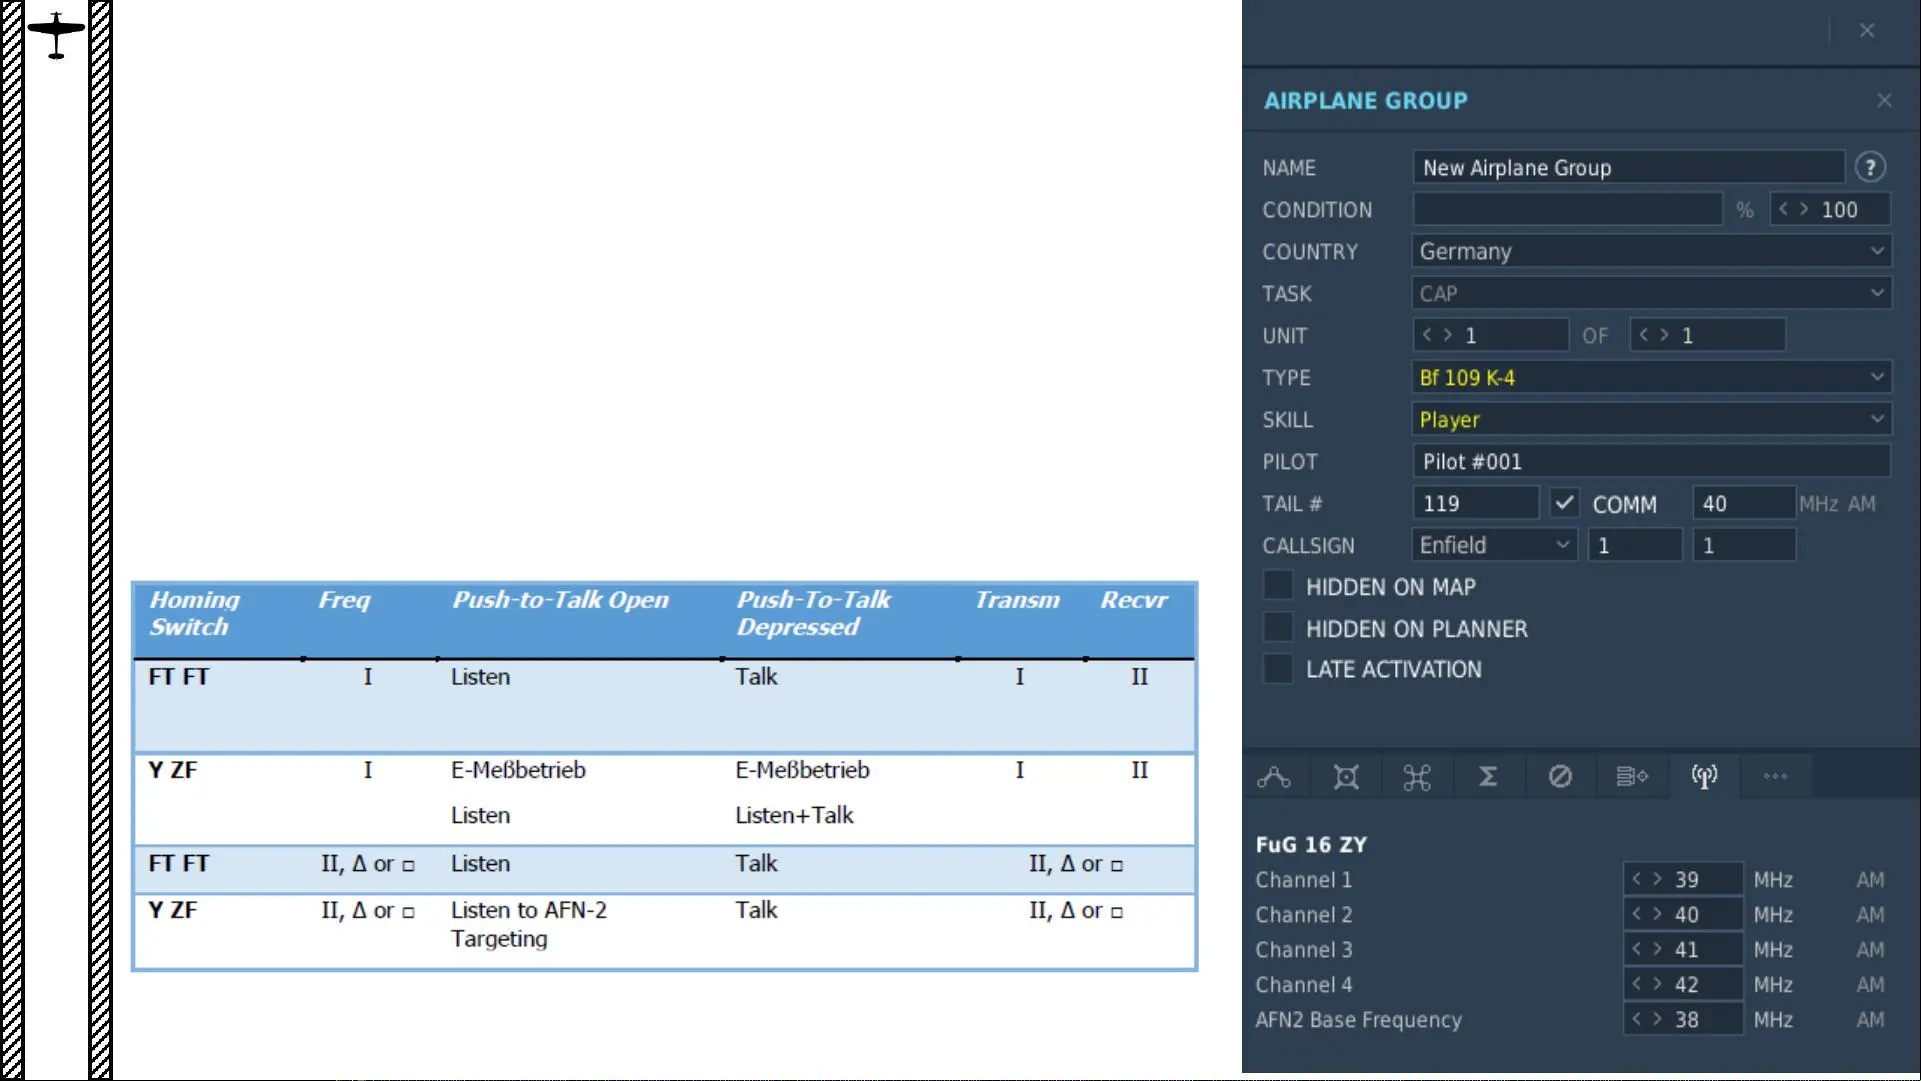 Homing Switch Freq Push-to-Talk Open Push-To-Talk Depressed Transm Recvr
FT FT I Listen Talk I II
Y ZF I E-Meßbetrieb E-Meßbetrieb I II
Listen Listen+Talk
FT FT II, Δ or □ Listen Talk II, Δ or □
Y ZF II, Δ or □ Listen to AFN-2 Talk II, Δ or □
Targeting
AIRPLANE GROUP
NAME New Airplane Group ?
CONDITION % < > 100
COUNTRY Germany
TASK CAP
UNIT < > 1 OF < > 1
TYPE Bf 109 K-4
SKILL Player
PILOT Pilot #001
TAIL # 119 COMM 40 MHz AM
CALLSIGN Enfield 1 1
HIDDEN ON MAP
HIDDEN ON PLANNER
LATE ACTIVATION
FuG 16 ZY
Channel 1 < > 39 MHz AM
Channel 2 < > 40 MHz AM
Channel 3 < > 41 MHz AM
Channel 4 < > 42 MHz AM
AFN2 Base Frequency < > 38 MHz AM